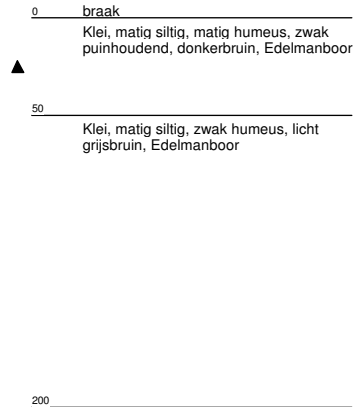 0 braak
Klei, matig siltig, matig humeus, zwak
puinhoudend, donkerbruin, Edelmanboor
50
Klei, matig siltig, zwak humeus, licht
grijsbruin, Edelmanboor
200